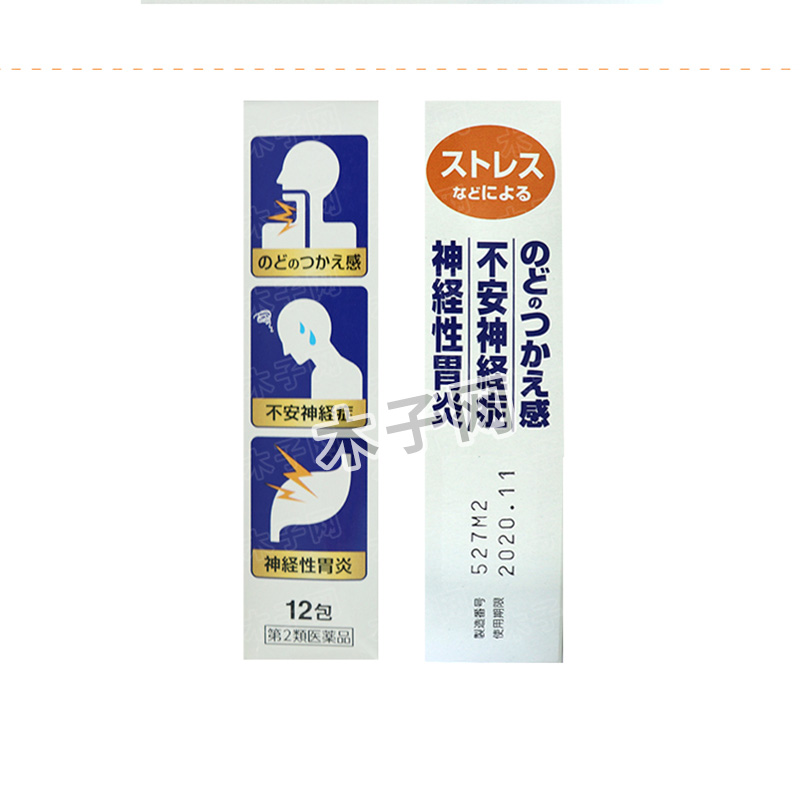 のどのつかえ感
不安神経症
神経性胃炎
12包
第2類医薬品
ストレス
などによる
のどのつかえ感
不安神経症
神経性胃炎
製造番号 527M2
使用期限 2020.11
木子网